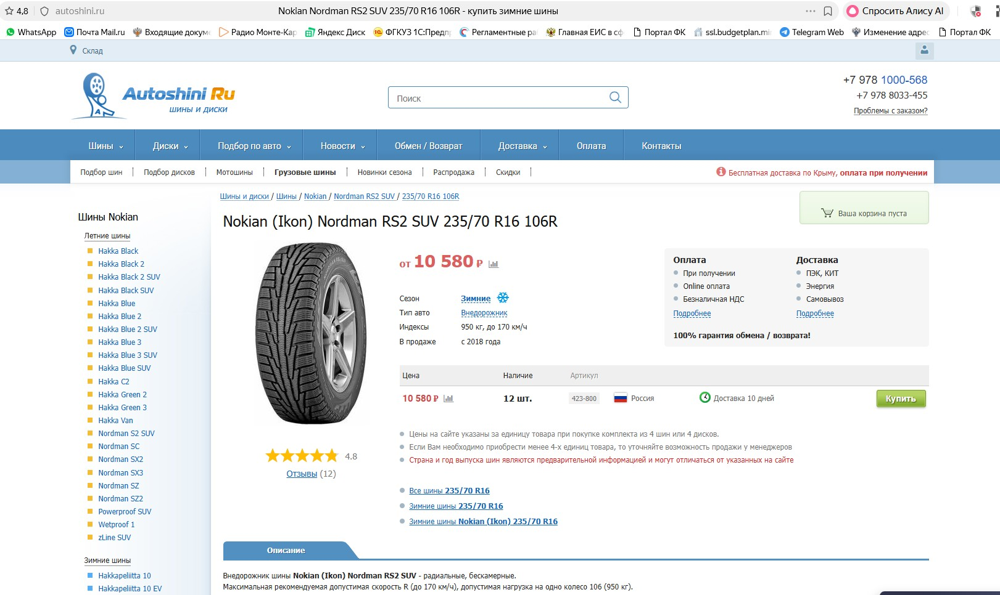 4,8 autoshini.ru Nokian Nordman RS2 SUV 235/70 R16 106R - купить зимние шины Спросить Алису AI
WhatsApp Почта Mail.ru Входящие докум Радио Монте-Кар Яндекс Диск ФГКУЗ 1С:Предпр Регламентные ра Главная ЕИС в сф Портал ФК ssl.budgetplan.mi Telegram Web Изменение адрес Портал ФК
Склад
Autoshini Ru
шины и диски
Поиск
+7 978 1000-568
+7 978 8033-455
Проблемы с заказом?
Шины Диски Подбор по авто Новости Обмен / Возврат Доставка Оплата Контакты
Подбор шин Подбор дисков Мотошины Грузовые шины Новинки сезона Распродажа Скидки Бесплатная доставка по Крыму, оплата при получении
Шины и диски / Шины / Nokian / Nordman RS2 SUV / 235/70 R16 106R
Ваша корзина пуста
Nokian (Ikon) Nordman RS2 SUV 235/70 R16 106R
Шины Nokian
Летние шины
Hakka Black
Hakka Black 2
Hakka Black 2 SUV
Hakka Black SUV
Hakka Blue
Hakka Blue 2
Hakka Blue 2 SUV
Hakka Blue 3
Hakka Blue 3 SUV
Hakka Blue SUV
Hakka C2
Hakka Green 2
Hakka Green 3
Hakka Van
Nordman S2 SUV
Nordman SC
Nordman SX2
Nordman SX3
Nordman SZ
Nordman SZ2
Powerproof SUV
Wetproof 1
zLine SUV
Зимние шины
Hakkapeliitta 10
Hakkapeliitta 10 EV
от 10 580 ₽
Сезон Зимние
Тип авто Внедорожник
Индексы 950 кг, до 170 км/ч
В продаже с 2018 года
Оплата
При получении
Online оплата
Безналичная НДС
Подробнее
Доставка
ПЭК, КИТ
Энергия
Самовывоз
Подробнее
100% гарантия обмена / возврата!
Цена Наличие Артикул
10 580 ₽ 12 шт. 423-800 Россия Доставка 10 дней Купить
Цены на сайте указаны за единицу товара при покупке комплекта из 4 шин или 4 дисков.
Если Вам необходимо приобрести менее 4-х единиц товара, то уточняйте возможность продажи у менеджеров
Страна и год выпуска шин являются предварительной информацией и могут отличаться от указанных на сайте
4.8
Отзывы (12)
Все шины 235/70 R16
Зимние шины 235/70 R16
Зимние шины Nokian (Ikon) 235/70 R16
Описание
Внедорожник шины Nokian (Ikon) Nordman RS2 SUV - радиальные, бескамерные.
Максимальная рекомендуемая допустимая скорость R (до 170 км/ч), допустимая нагрузка на одно колесо 106 (950 кг).